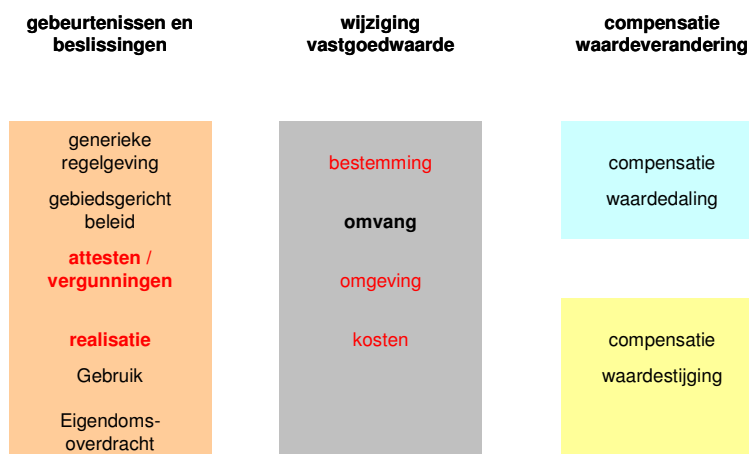 gebeurtenissen en
beslissingen
wijziging
vastgoedwaarde
compensatie
waardeverandering
generieke
regelgeving
gebiedsgericht
beleid
attesten /
vergunningen
realisatie
Gebruik
Eigendoms-
overdracht
bestemming
omvang
omgeving
kosten
compensatie
waardedaling
compensatie
waardestijging